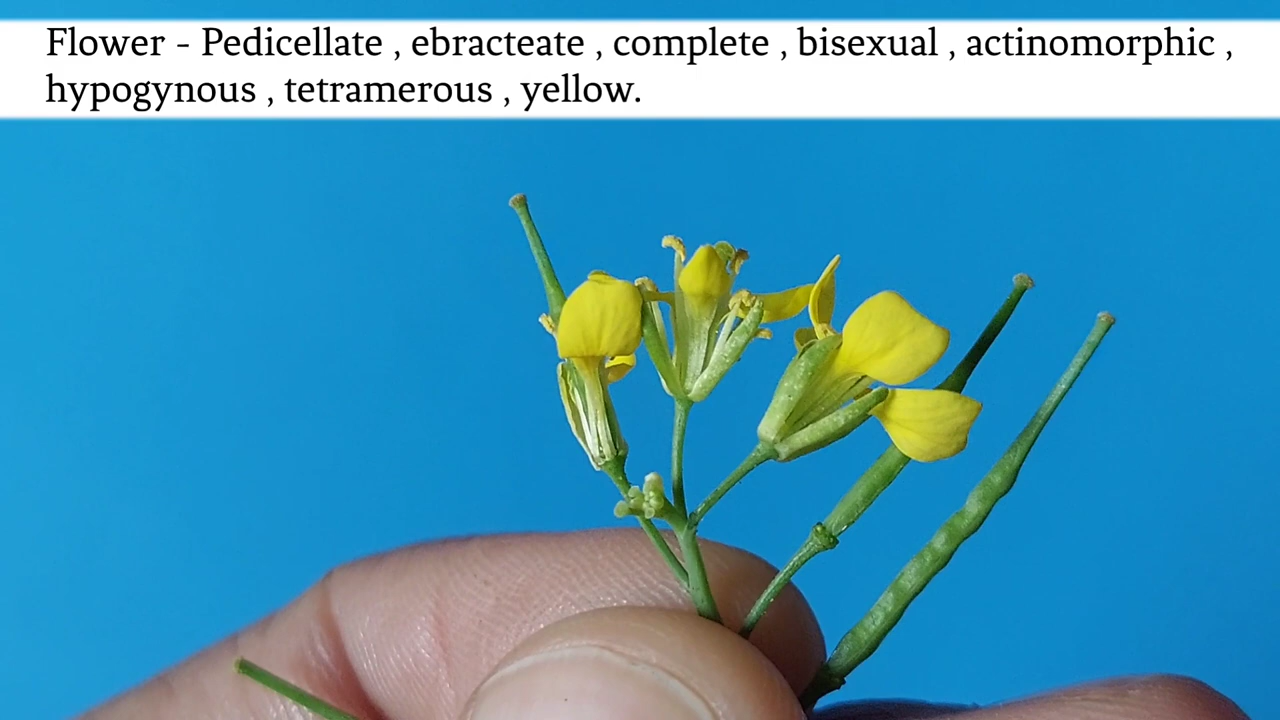 Flower - Pedicellate , ebracteate , complete , bisexual , actinomorphic ,
hypogynous , tetramerous , yellow.